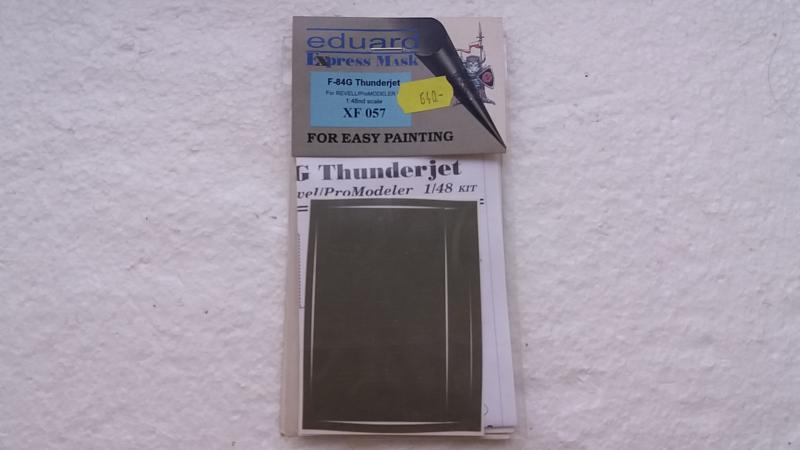 eduard
Express Mask
F-84G Thunderjet
For REVELL/ProMODELER
1:48nd scale
XF 057
FOR EASY PAINTING
G Thunderjet
vell/ProModeler 1/48 KIT